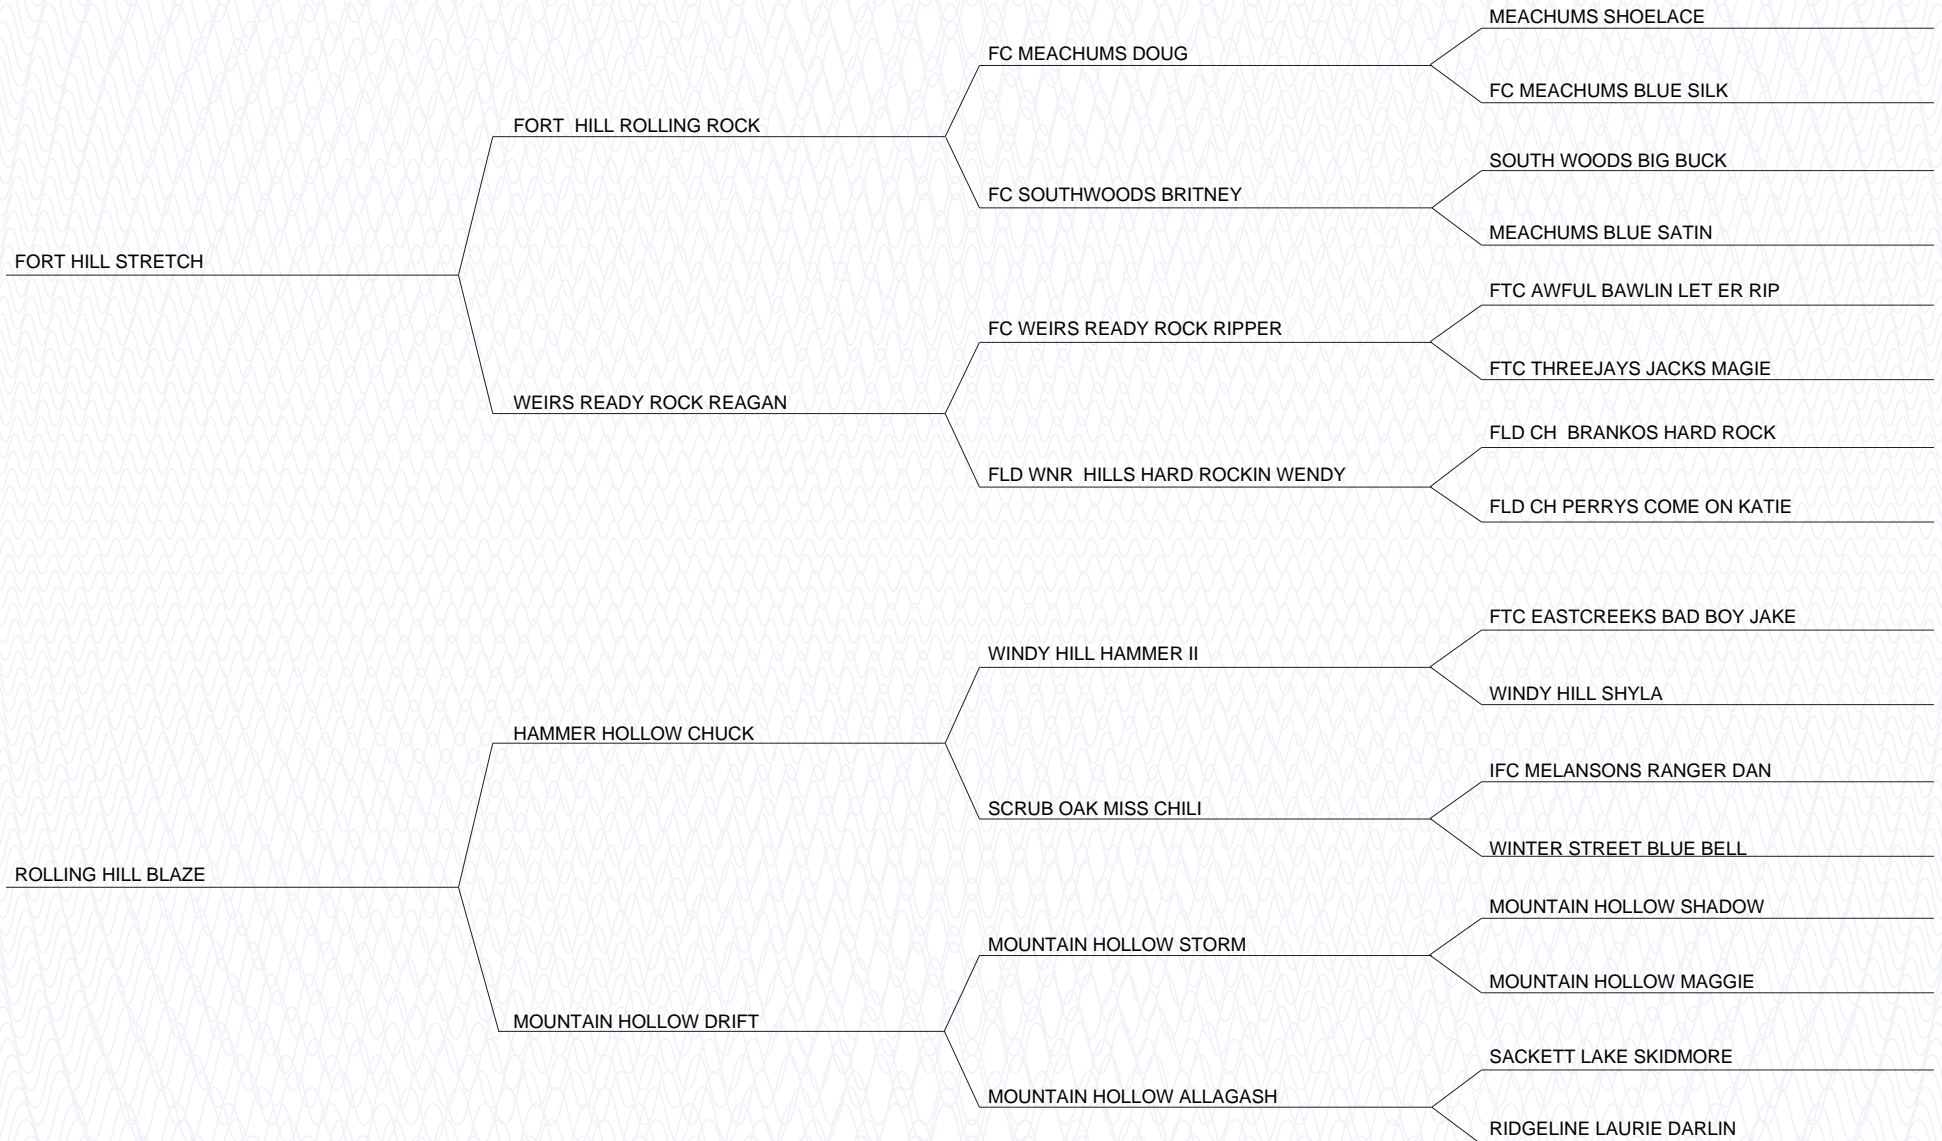 MEACHUMS SHOELACE
FC MEACHUMS DOUG
FC MEACHUMS BLUE SILK
FORT  HILL ROLLING ROCK
SOUTH WOODS BIG BUCK
FC SOUTHWOODS BRITNEY
MEACHUMS BLUE SATIN
FORT HILL STRETCH
FTC AWFUL BAWLIN LET ER RIP
FC WEIRS READY ROCK RIPPER
FTC THREEJAYS JACKS MAGIE
WEIRS READY ROCK REAGAN
FLD CH  BRANKOS HARD ROCK
FLD WNR  HILLS HARD ROCKIN WENDY
FLD CH PERRYS COME ON KATIE
FTC EASTCREEKS BAD BOY JAKE
WINDY HILL HAMMER II
WINDY HILL SHYLA
HAMMER HOLLOW CHUCK
IFC MELANSONS RANGER DAN
SCRUB OAK MISS CHILI
WINTER STREET BLUE BELL
ROLLING HILL BLAZE
MOUNTAIN HOLLOW SHADOW
MOUNTAIN HOLLOW STORM
MOUNTAIN HOLLOW MAGGIE
MOUNTAIN HOLLOW DRIFT
SACKETT LAKE SKIDMORE
MOUNTAIN HOLLOW ALLAGASH
RIDGELINE LAURIE DARLIN